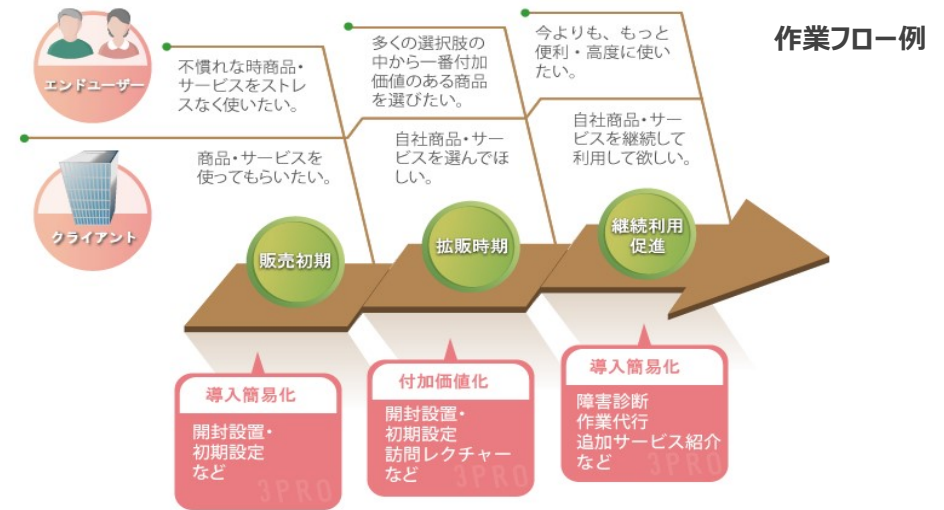 作業フロー例
エンドユーザー
不慣れな時商品・
サービスをストレ
スなく使いたい。
多くの選択肢の
中から一番付加
価値のある商品
を選びたい。
今よりも、もっと
便利・高度に使い
たい。
クライアント
商品・サービスを
使ってもらいたい。
自社商品・サー
ビスを選んでほ
しい。
自社商品・サー
ビスを継続して
利用して欲しい。
販売初期
拡販時期
継続利用
促進
導入簡易化
開封設置・
初期設定
など
3PRO
付加価値化
開封設置・
初期設定
訪問レクチャー
など
3PRO
導入簡易化
障害診断
作業代行
追加サービス紹介
など
3PRO